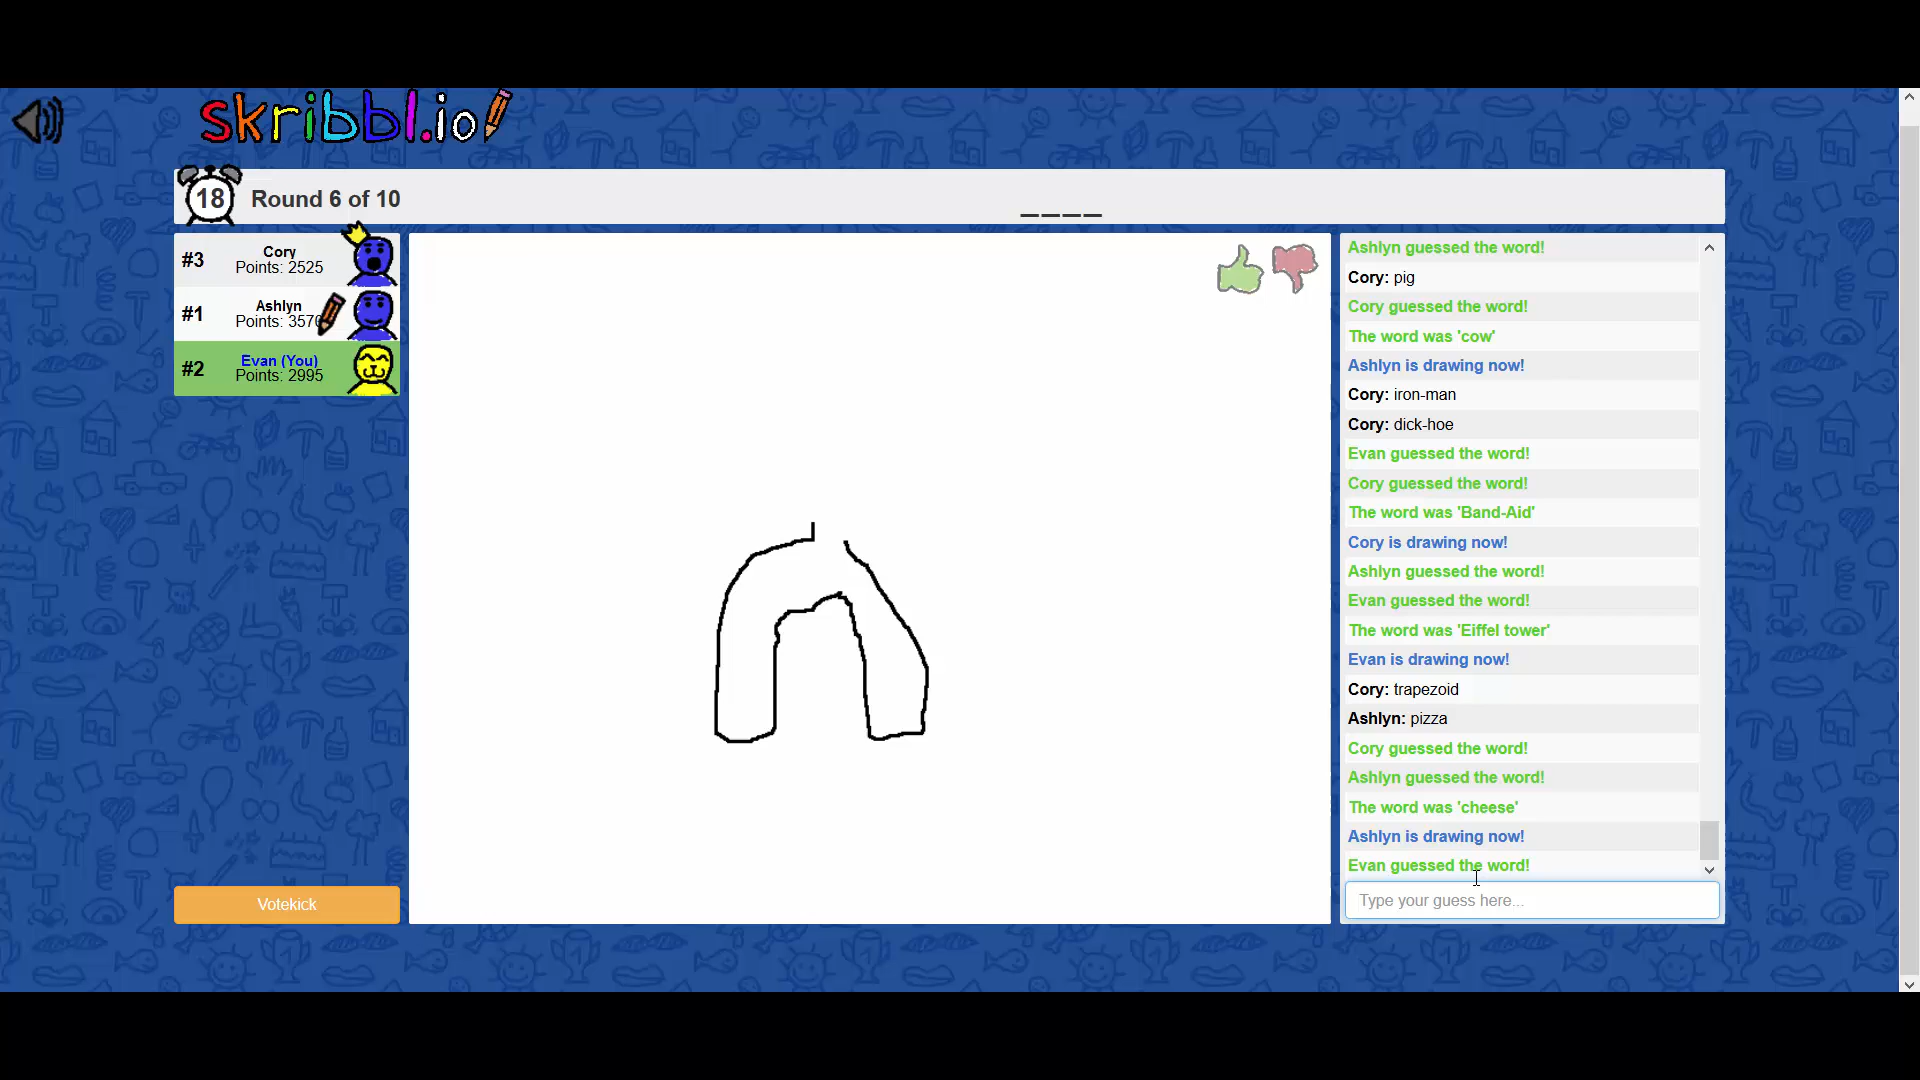 skribbl.io
18
Round 6 of 10
____
#3
Cory
Points: 2525
#1
Ashlyn
Points: 3570
#2
Evan (You)
Points: 2995
Votekick
Ashlyn guessed the word!
Cory: pig
Cory guessed the word!
The word was 'cow'
Ashlyn is drawing now!
Cory: iron-man
Cory: dick-hoe
Evan guessed the word!
Cory guessed the word!
The word was 'Band-Aid'
Cory is drawing now!
Ashlyn guessed the word!
Evan guessed the word!
The word was 'Eiffel tower'
Evan is drawing now!
Cory: trapezoid
Ashlyn: pizza
Cory guessed the word!
Ashlyn guessed the word!
The word was 'cheese'
Ashlyn is drawing now!
Evan guessed the word!
Type your guess here...